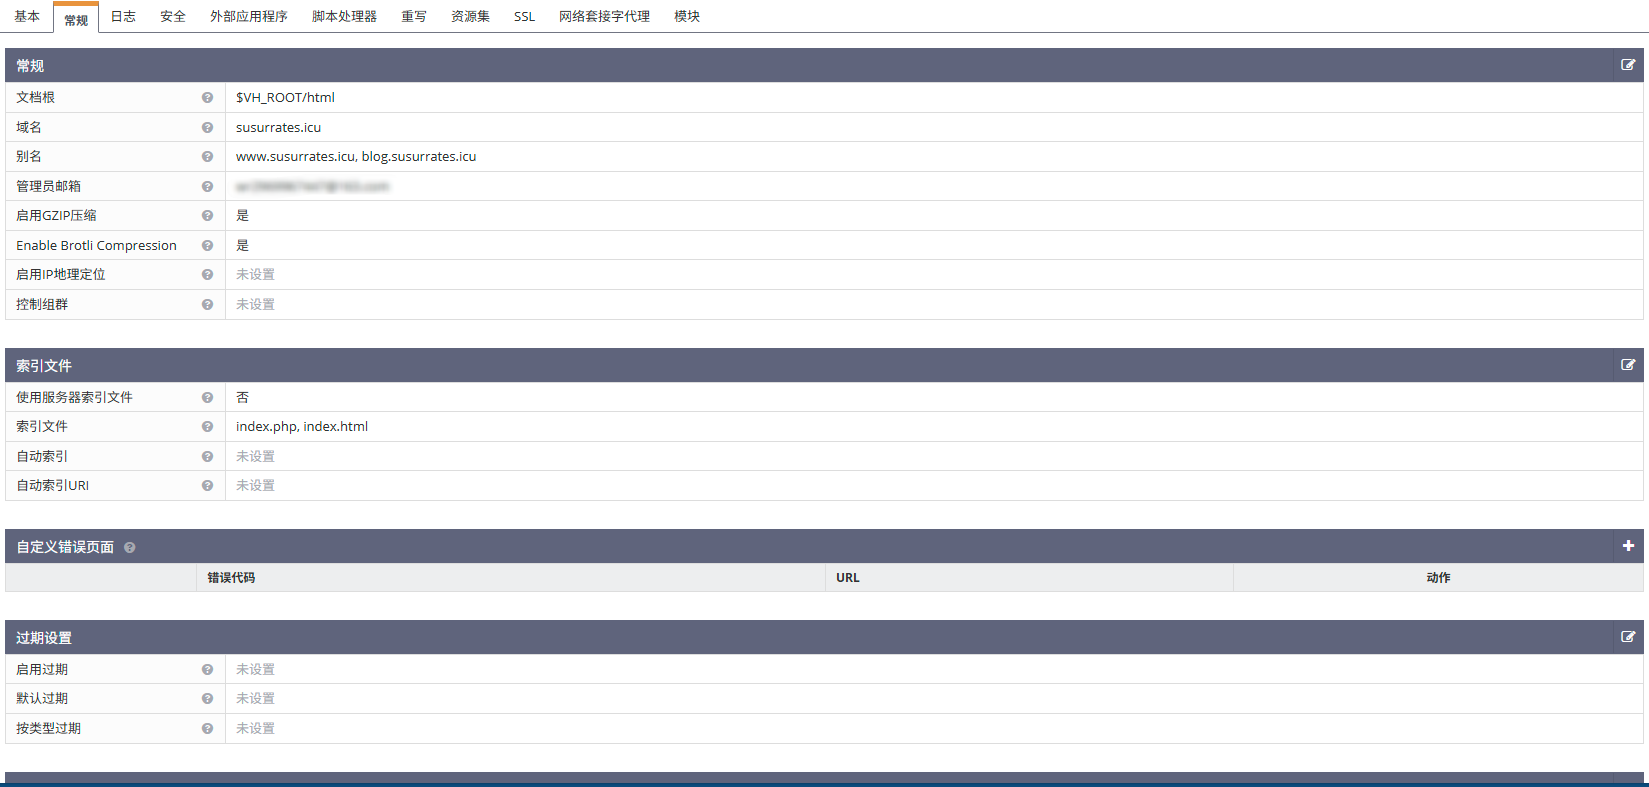 基本 常规 日志 安全 外部应用程序 脚本处理器 重写 资源集 SSL 网络套接字代理 模块
常规
文档根 $VH_ROOT/html
域名 susurrates.icu
别名 www.susurrates.icu, blog.susurrates.icu
管理员邮箱
启用GZIP压缩 是
Enable Brotli Compression 是
启用IP地理定位 未设置
控制组群 未设置
索引文件
使用服务器索引文件 否
索引文件 index.php, index.html
自动索引 未设置
自动索引URI 未设置
自定义错误页面
错误代码 URL 动作
过期设置
启用过期 未设置
默认过期 未设置
按类型过期 未设置